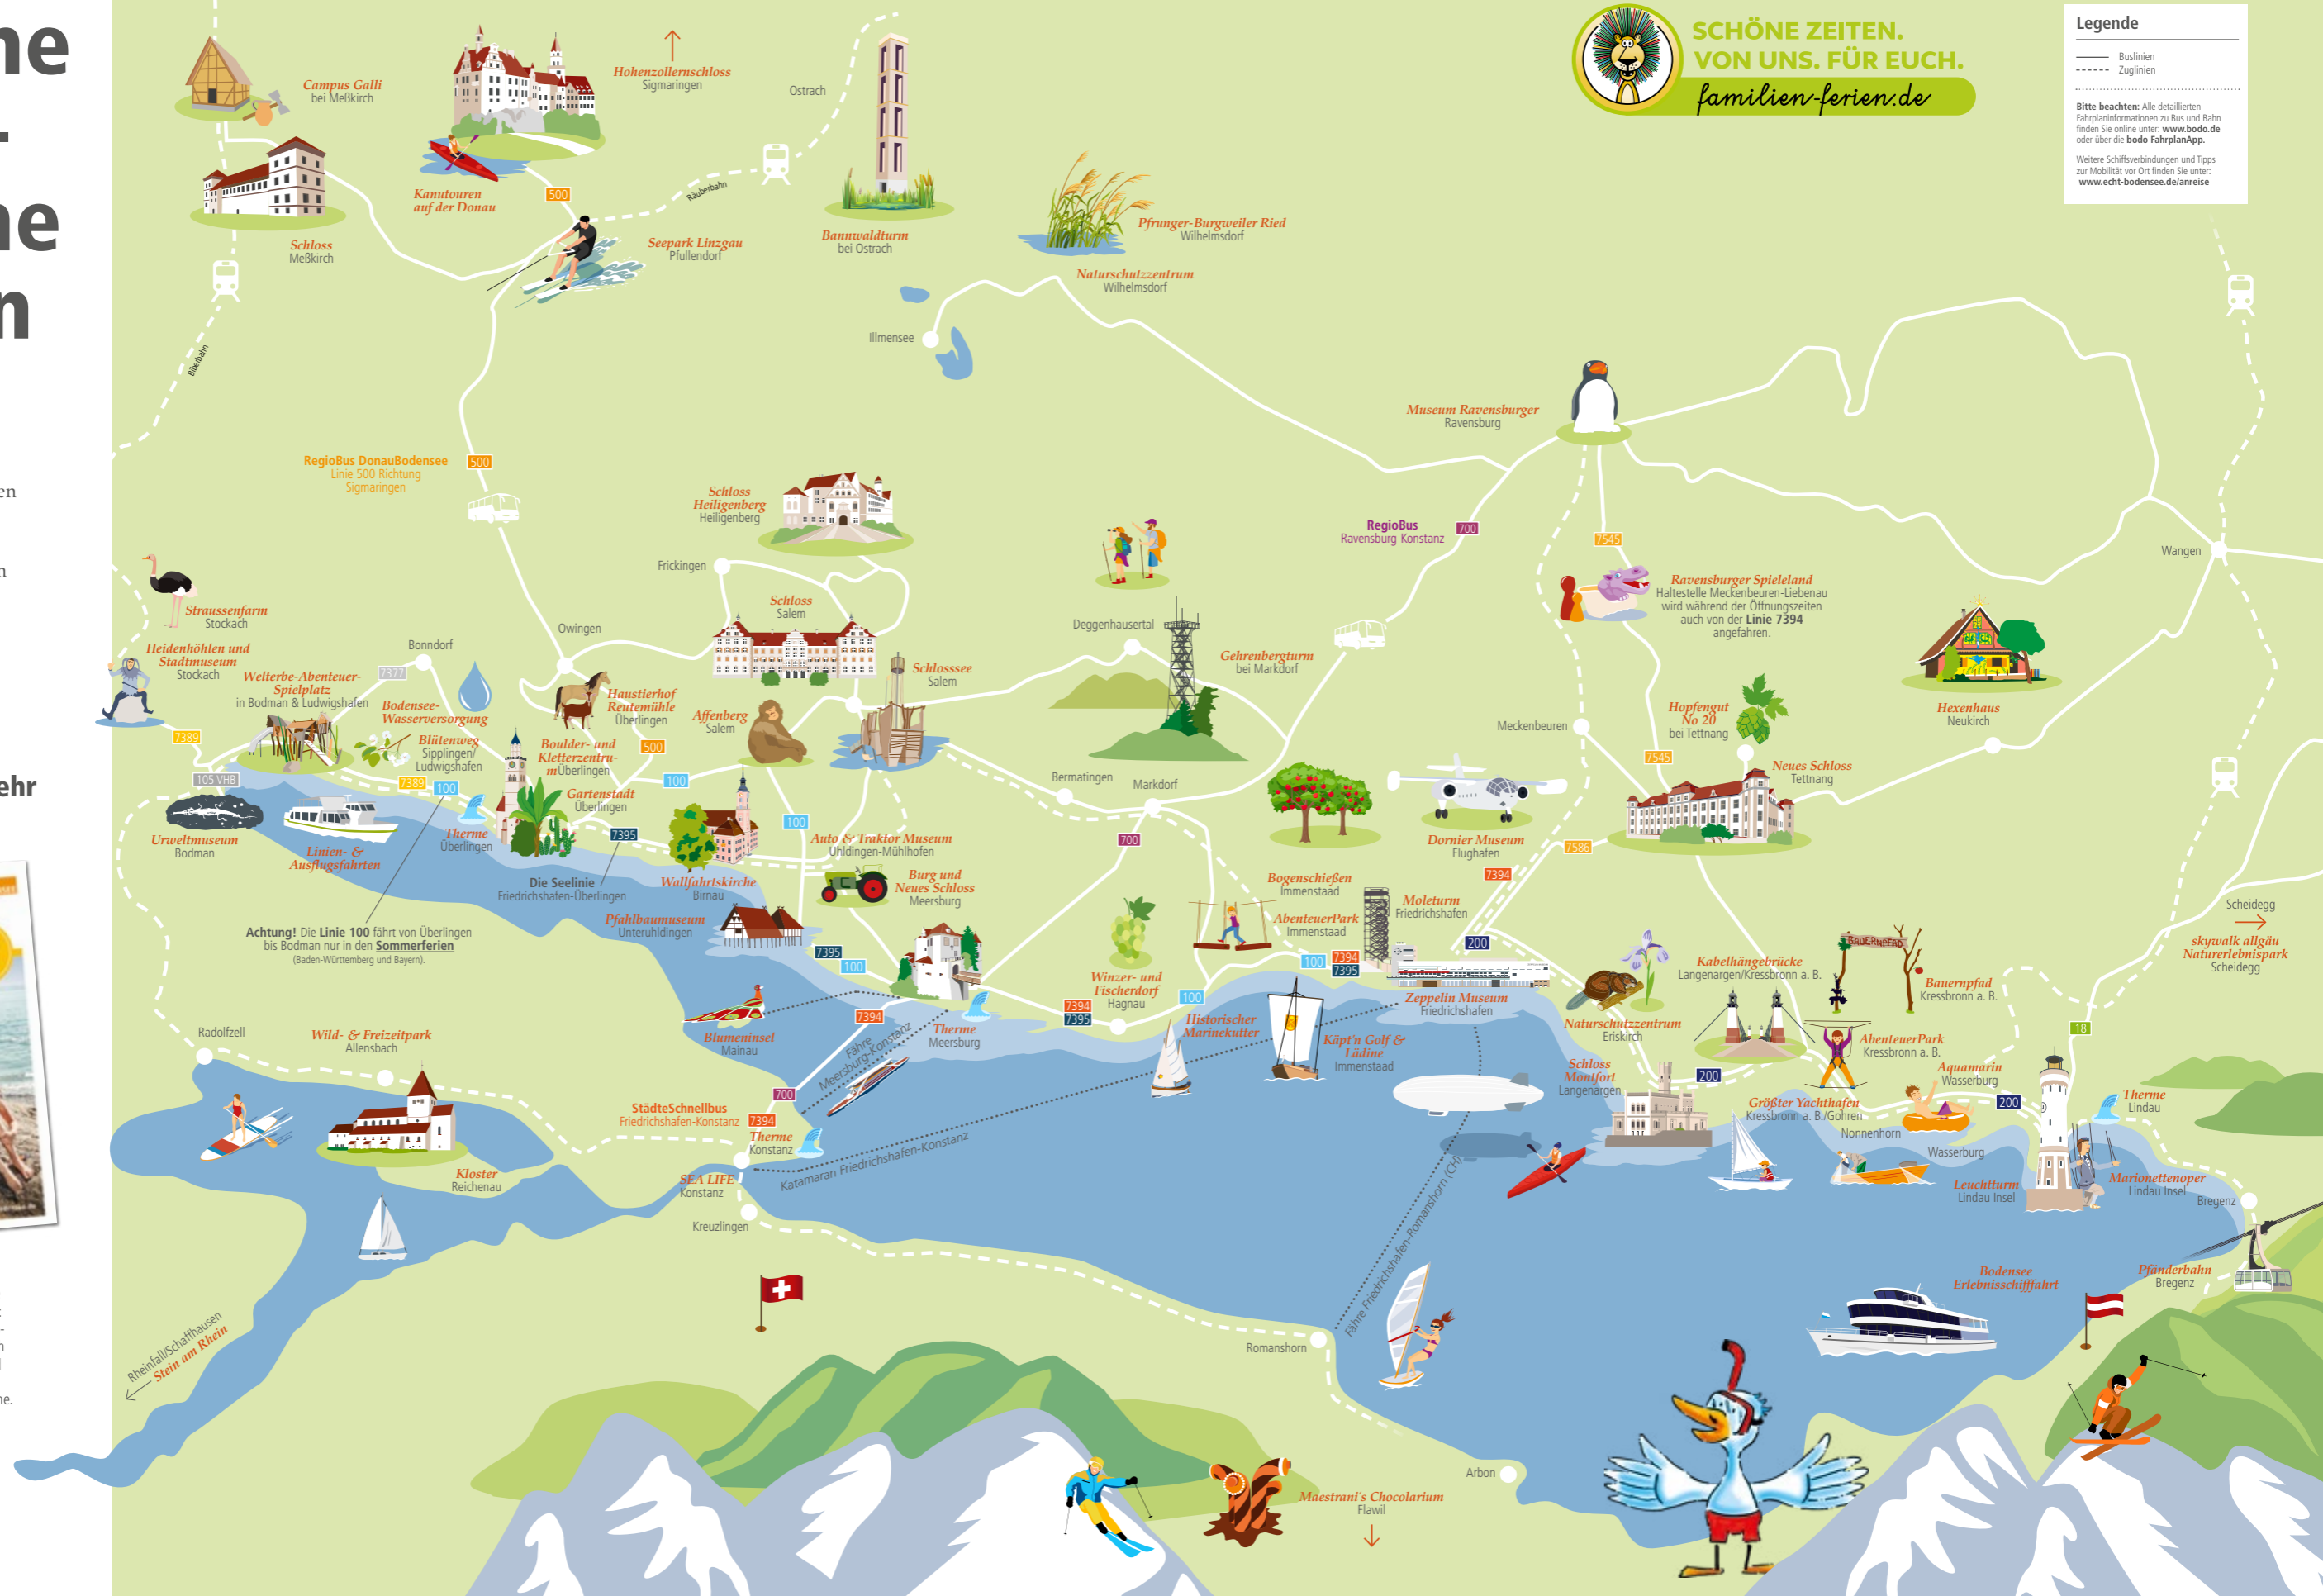 SCHÖNE ZEITEN.
VON UNS. FÜR EUCH.
familien-ferien.de
Legende
Buslinien
Zuglinien
Bitte beachten: Alle detaillierten
Fahrplaninformationen zu Bus und Bahn
finden Sie online unter: www.bodo.de
oder über die bodo FahrplanApp.
Weitere Schiffsverbindungen und Tipps
zur Mobilität vor Ort finden Sie unter:
www.echt-bodensee.de/anreise
Campus Galli
bei Meßkirch
Hohenzollernschloss
Sigmaringen
Ostrach
Kanutouren
auf der Donau
500
Räuberbahn
Schloss
Meßkirch
Seepark Linzgau
Pfullendorf
Bannwaldturm
bei Ostrach
Pfrunger-Burgweiler Ried
Wilhelmsdorf
Naturschutzzentrum
Wilhelmsdorf
Illmensee
Biberbahn
Museum Ravensburger
Ravensburg
RegioBus DonauBodensee
Linie 500 Richtung
Sigmaringen
500
Schloss
Heiligenberg
Heiligenberg
RegioBus
Ravensburg-Konstanz
700
7545
Wangen
Frickingen
Ravensburger Spieleland
Haltestelle Meckenbeuren-Liebenau
wird während der Öffnungszeiten
auch von der Linie 7394
angefahren.
Straussenfarm
Stockach
Schloss
Salem
Owingen
Deggenhausertal
Heidenhöhlen und
Stadtmuseum
Stockach
Bonndorf
7377
Gehrenbergturm
bei Markdorf
Schlosssee
Salem
Welterbe-Abenteuer-
Spielplatz
in Bodman & Ludwigshafen
Bodensee-
Wasserversorgung
Haustierhof
Reutemühle
Überlingen
Affenberg
Salem
Hopfengut
No 20
bei Tettnang
Hexenhaus
Neukirch
Meckenbeuren
7389
Blütenweg
Sipplingen/
Ludwigshafen
Boulder- und
Kletterzentru-
mÜberlingen
500
7545
Neues Schloss
Tettnang
105 VHB
7389
100
100
Bermatingen
Markdorf
Gartenstadt
Überlingen
Urweltmuseum
Bodman
Linien- &
Ausflugsfahrten
Therme
Überlingen
7395
100
Auto & Traktor Museum
Uhldingen-Mühlhofen
700
Dornier Museum
Flughafen
7586
Die Seelinie
Friedrichshafen-Überlingen
Wallfahrtskirche
Birnau
Burg und
Neues Schloss
Meersburg
7394
Bogenschießen
Immenstaad
Moleturm
Friedrichshafen
Pfahlbaumuseum
Unteruhldingen
AbenteuerPark
Immenstaad
Scheidegg
skywalk allgäu
Naturerlebnispark
Scheidegg
Achtung! Die Linie 100 fährt von Überlingen
bis Bodman nur in den Sommerferien
(Baden-Württemberg und Bayern).
7395
100
200
BAUERNPFAD
100
7394
7395
Kabelhängebrücke
Langenargen/Kressbronn a. B.
Bauernpfad
Kressbronn a. B.
Winzer- und
Fischerdorf
Hagnau
7394
7395
100
Zeppelin Museum
Friedrichshafen
7394
Historischer
Marinekutter
Naturschutzzentrum
Eriskirch
Radolfzell
Wild- & Freizeitpark
Allensbach
Blumeninsel
Mainau
Fähre
Meersburg-Konstanz
Therme
Meersburg
Käpt'n Golf &
Lädine
Immenstaad
AbenteuerPark
Kressbronn a. B.
18
Schloss
Montfort
Langenargen
200
Aquamarin
Wasserburg
700
StädteSchnellbus
Friedrichshafen-Konstanz
7394
Größter Yachthafen
Kressbronn a. B./Gohren
200
Therme
Lindau
Therme
Konstanz
Nonnenhorn
Wasserburg
Katamaran Friedrichshafen-Konstanz
Kloster
Reichenau
SEA LIFE
Konstanz
Leuchtturm
Lindau Insel
Marionettenoper
Lindau Insel
Bregenz
Kreuzlingen
Fähre Friedrichshafen-Romanshorn (CH)
Bodensee
Erlebnisschifffahrt
Pfänderbahn
Bregenz
Rheinfall/Schaffhausen
Stein am Rhein
Romanshorn
Arbon
Maestrani's Chocolarium
Flawil